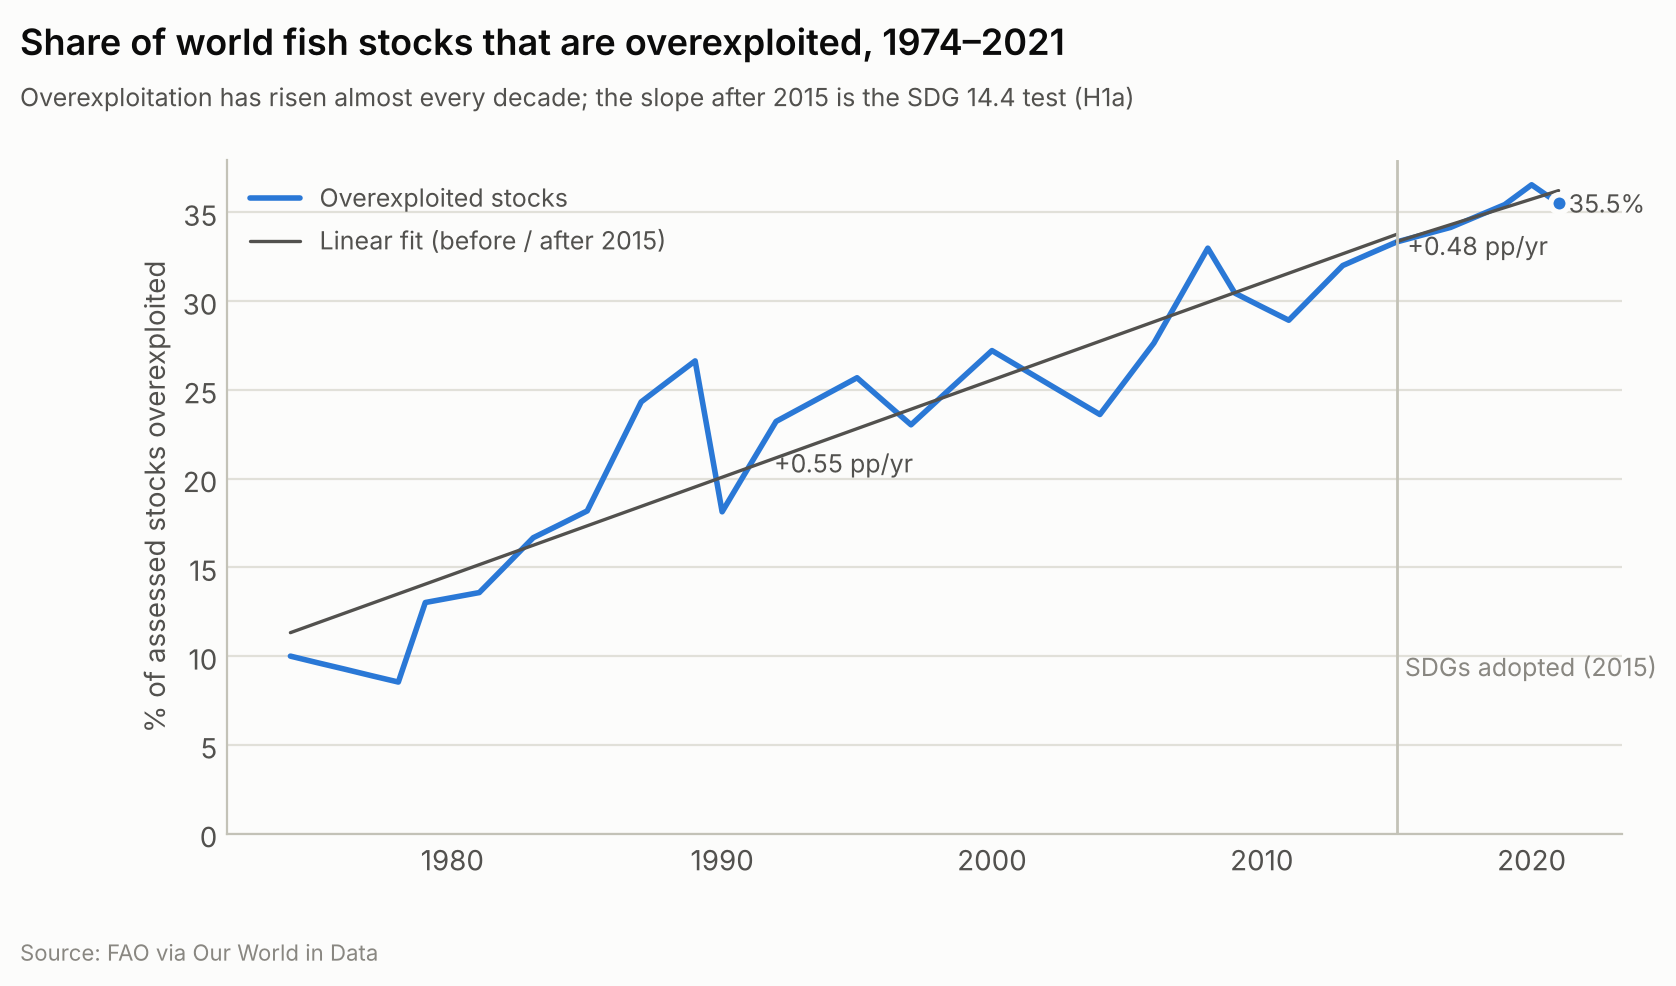 Share of world fish stocks that are overexploited, 1974–2021
Overexploitation has risen almost every decade; the slope after 2015 is the SDG 14.4 test (H1a)
Overexploited stocks
Linear fit (before / after 2015)
% of assessed stocks overexploited
35
30
25
20
15
10
5
0
35.5%
+0.48 pp/yr
+0.55 pp/yr
SDGs adopted (2015)
1980
1990
2000
2010
2020
Source: FAO via Our World in Data